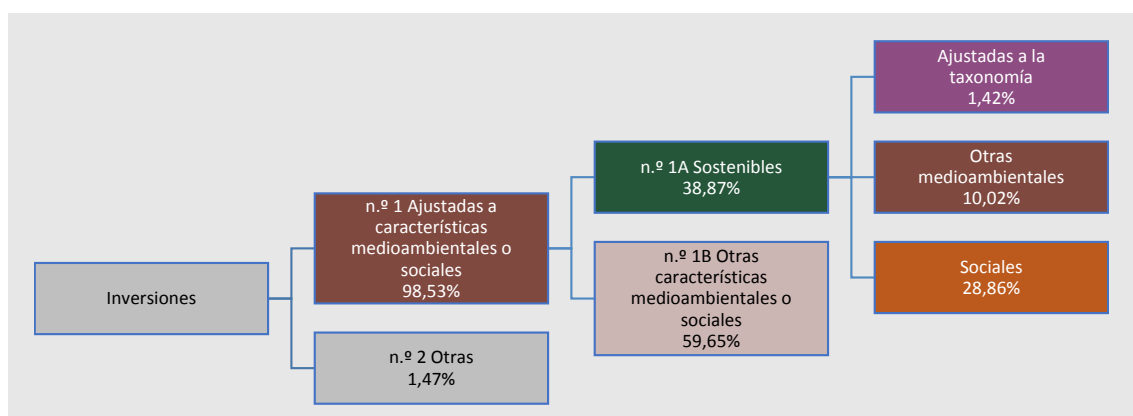 Inversiones
n.º 1 Ajustadas a
características
medioambientales o
sociales
98,53%
n.º 2 Otras
1,47%
n.º 1A Sostenibles
38,87%
n.º 1B Otras
características
medioambientales o
sociales
59,65%
Ajustadas a la
taxonomía
1,42%
Otras
medioambientales
10,02%
Sociales
28,86%